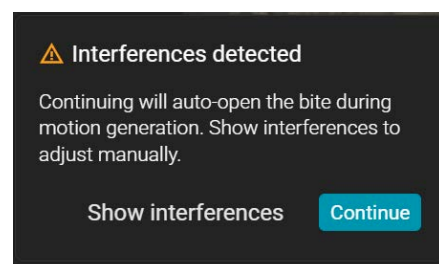 Interferences detected
Continuing will auto-open the bite during
motion generation. Show interferences to
adjust manually.
Show interferences
Continue